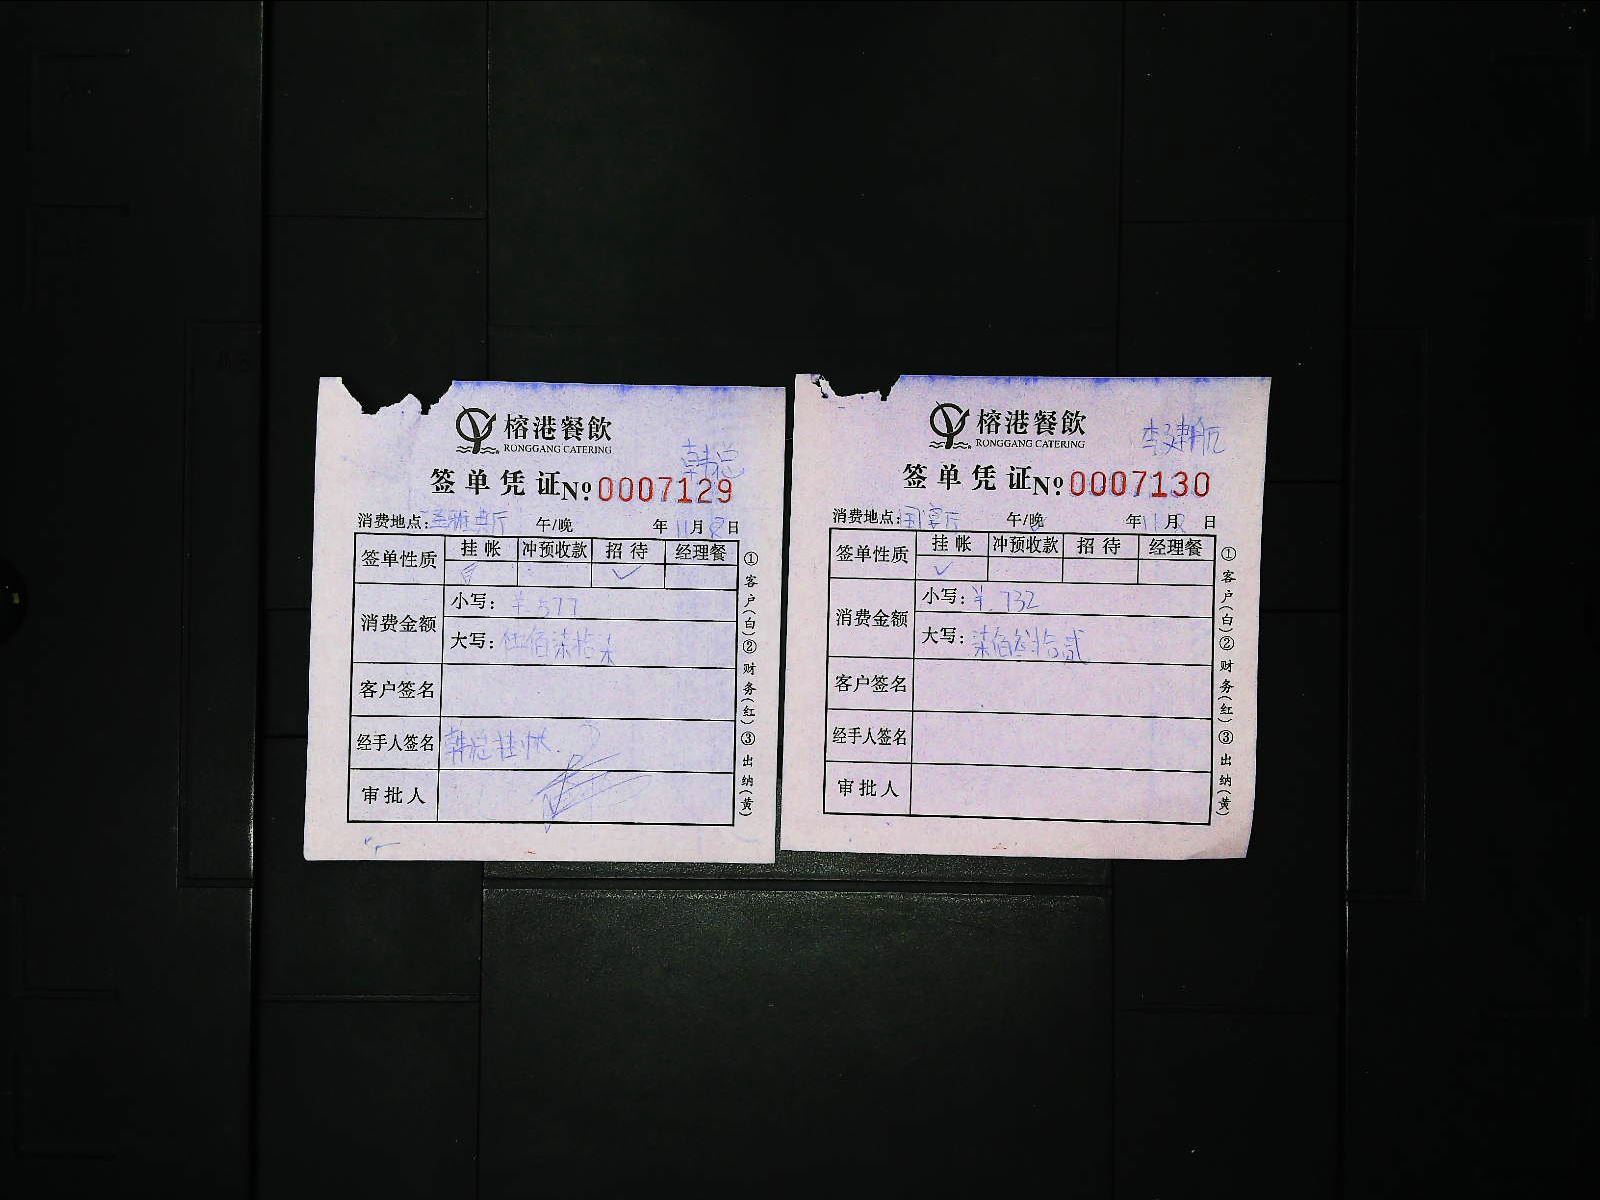 榕港餐飲
RONGGANG CATERING
韩总
签单凭证 No 0007129
消费地点: 午/晚 年 11 月 8 日
签单性质 挂帐 冲预收款 招待 经理餐
✓
消费金额 小写: ¥.577
大写: 伍佰柒拾柒
客户签名
经手人签名 韩总挂帐.
审批人
①客户(白)②财务(红)③出纳(黄)
榕港餐飲
RONGGANG CATERING
李建航
签单凭证 No 0007130
消费地点: 午/晚 年 11 月 日
签单性质 挂帐 冲预收款 招待 经理餐
✓
消费金额 小写: ¥.732
大写: 柒佰叁拾贰
客户签名
经手人签名
审批人
①客户(白)②财务(红)③出纳(黄)